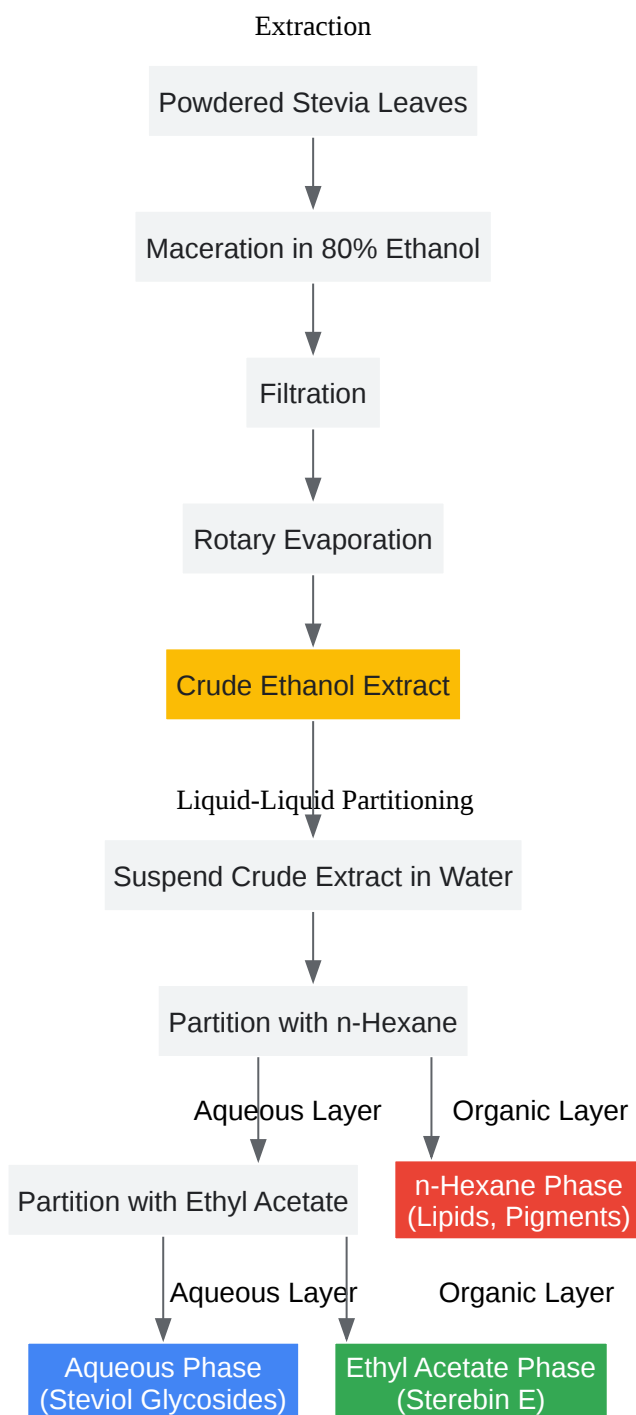 Extraction
Powdered Stevia Leaves
Maceration in 80% Ethanol
Filtration
Rotary Evaporation
Crude Ethanol Extract
Liquid-Liquid Partitioning
Suspend Crude Extract in Water
Partition with n-Hexane
Aqueous Layer
Organic Layer
Partition with Ethyl Acetate
n-Hexane Phase
(Lipids, Pigments)
Aqueous Layer
Organic Layer
Aqueous Phase
(Steviol Glycosides)
Ethyl Acetate Phase
(Sterebin E)